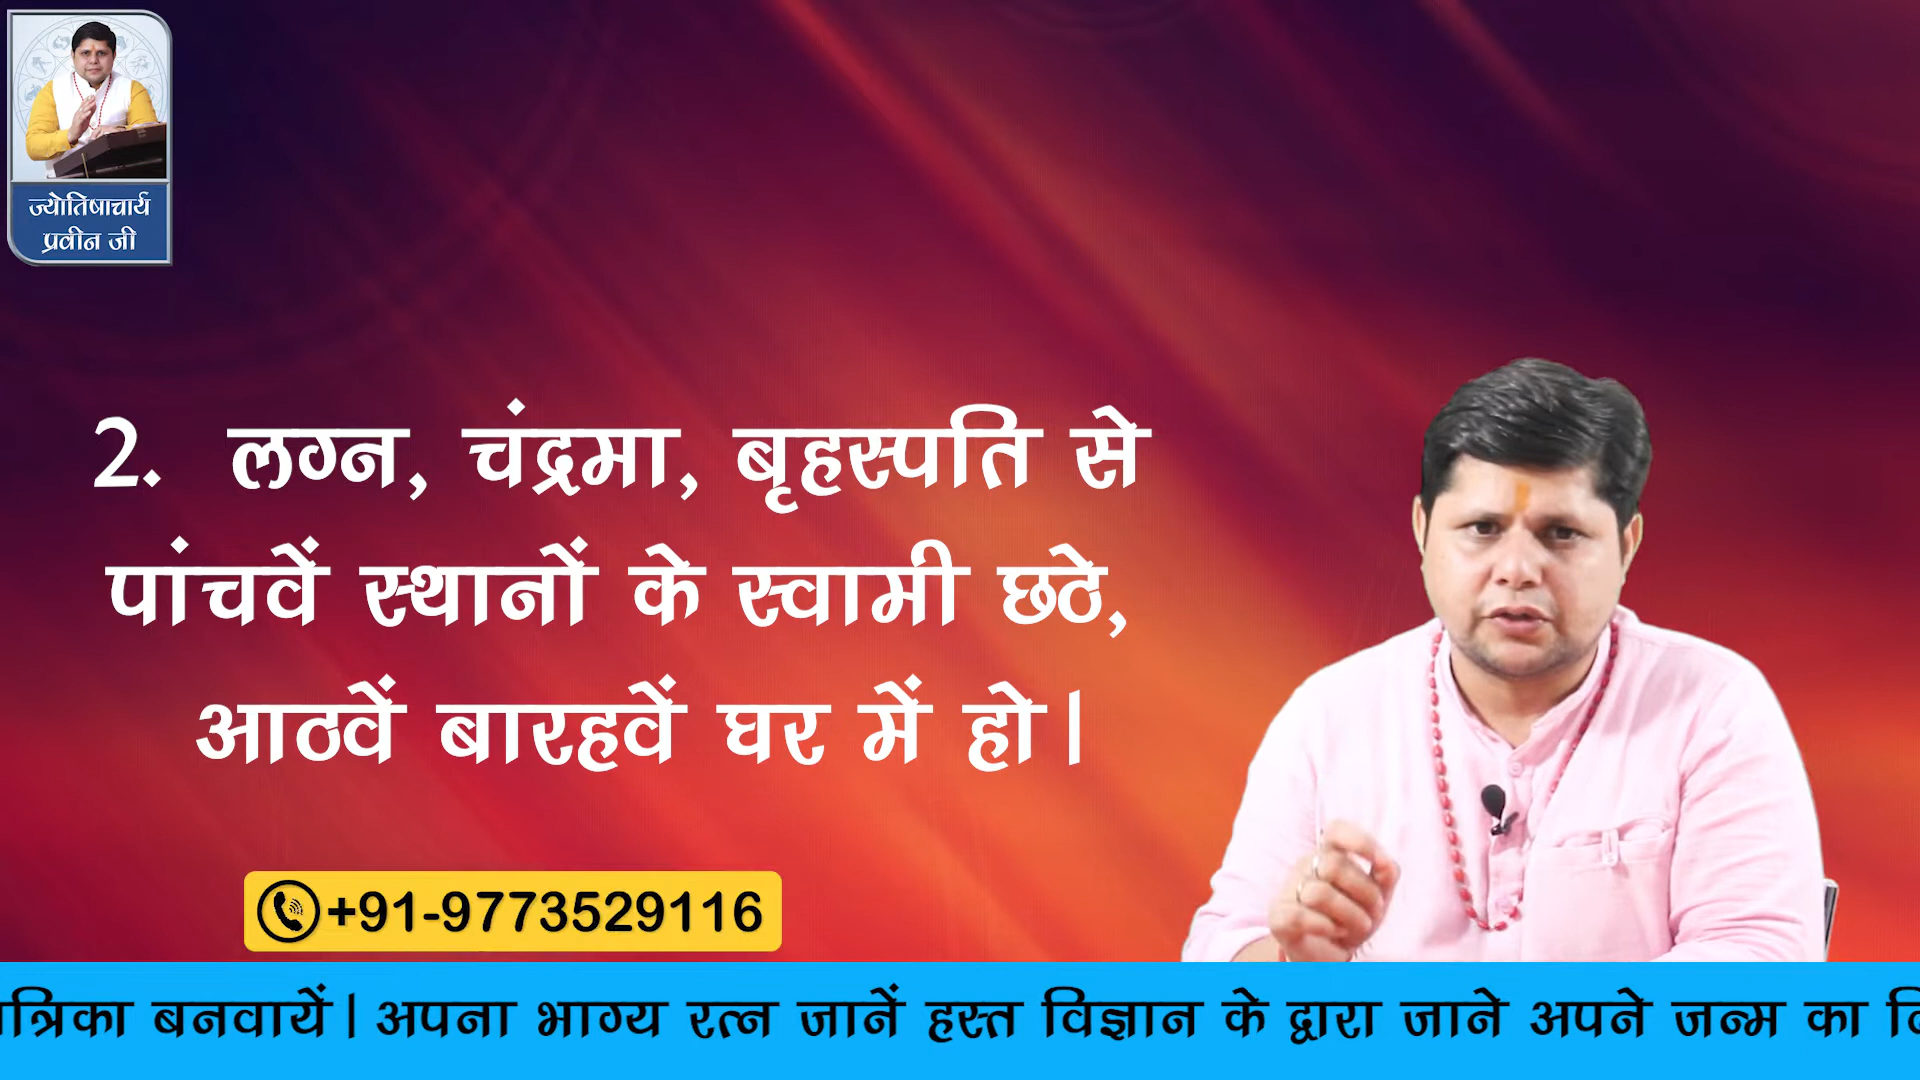 ज्योतिषाचार्य
प्रवीन जी
2. लग्न, चंद्रमा, बृहस्पति से
पांचवें स्थानों के स्वामी छठे,
आठवें बारहवें घर में हो।
+91-9773529116
बनवायें। अपना भाग्य रत्न जानें हस्त विज्ञान के द्वारा जाने अपने जन्म का